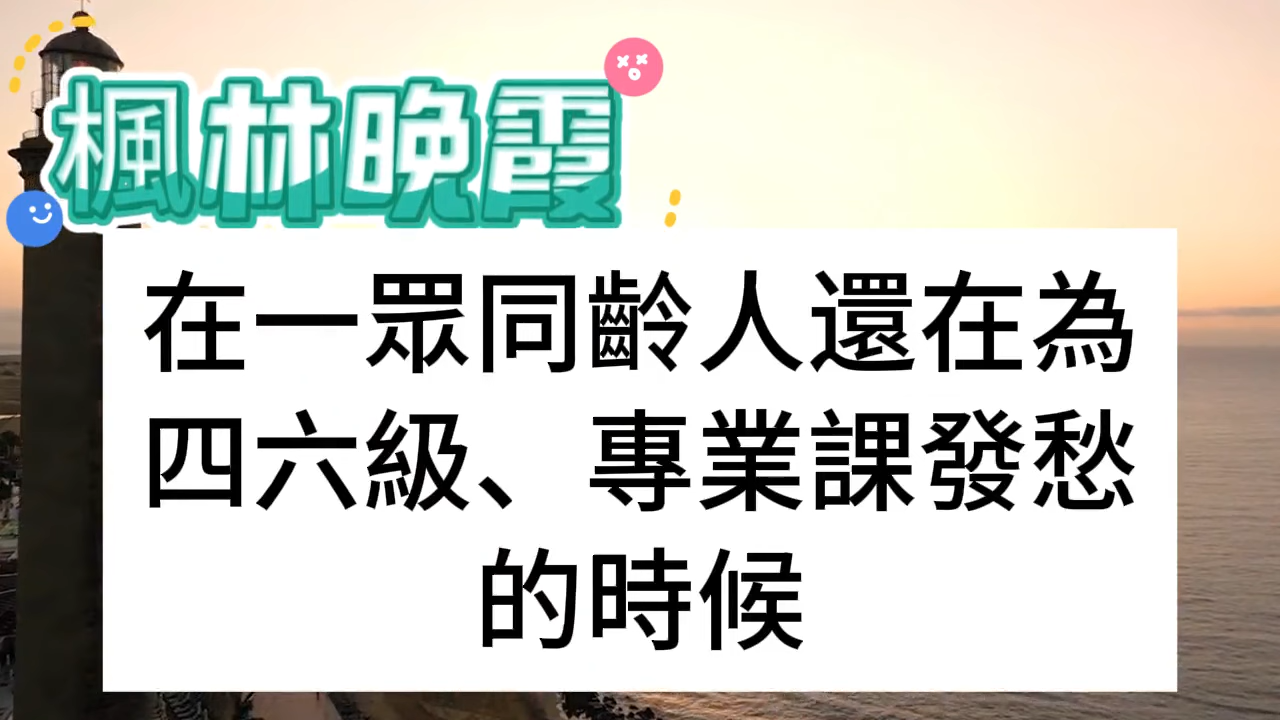 楓林晚霞
在一眾同齡人還在為
四六級、專業課發愁
的時候